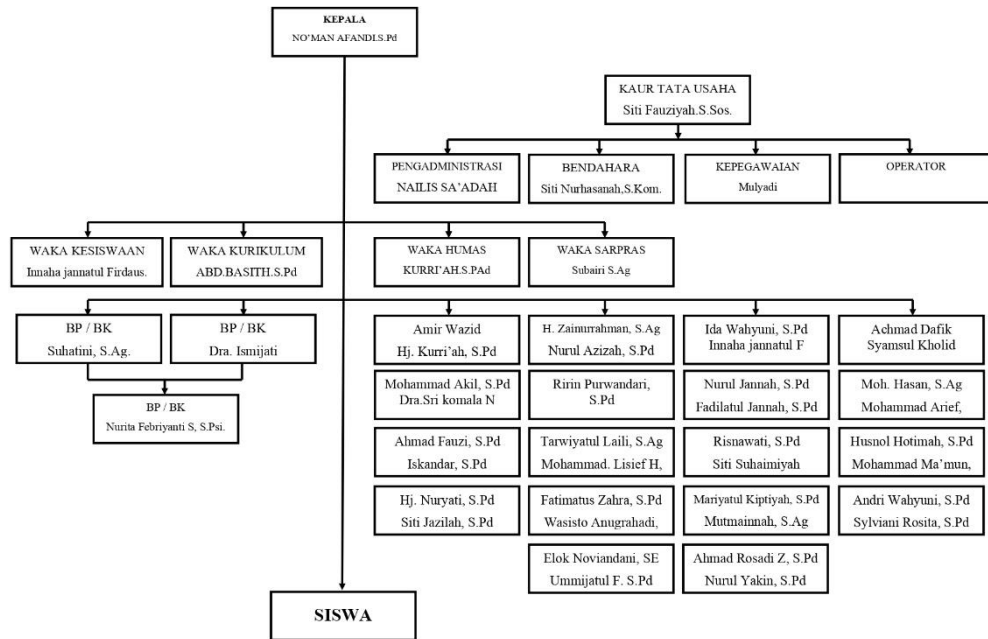 KEPALA
NO'MAN AFANDI.S.Pd
KAUR TATA USAHA
Siti Fauziyah.S.Sos.
PENGADMINISTRASI
NAILIS SA'ADAH
BENDAHARA
Siti Nurhasanah,S.Kom.
KEPEGAWAIAN
Mulyadi
OPERATOR
WAKA KESISWAAN
Innaha jannatul Firdaus.
WAKA KURIKULUM
ABD.BASITH.S.Pd
WAKA HUMAS
KURRI'AH.S.PAd
WAKA SARPRAS
Subairi S.Ag
BP / BK
Suhatini, S.Ag.
BP / BK
Dra. Ismijati
BP / BK
Nurita Febriyanti S, S.Psi.
Amir Wazid
Hj. Kurri'ah, S.Pd
H. Zainurrahman, S.Ag
Nurul Azizah, S.Pd
Ida Wahyuni, S.Pd
Innaha jannatul F
Achmad Dafik
Syamsul Kholid
Mohammad Akil, S.Pd
Dra.Sri komala N
Ririn Purwandari,
S.Pd
Nurul Jannah, S.Pd
Fadilatul Jannah, S.Pd
Moh. Hasan, S.Ag
Mohammad Arief,
Ahmad Fauzi, S.Pd
Iskandar, S.Pd
Tarwiyatul Laili, S.Ag
Mohammad. Lisief H,
Risnawati, S.Pd
Siti Suhaimiyah
Husnol Hotimah, S.Pd
Mohammad Ma'mun,
Hj. Nuryati, S.Pd
Siti Jazilah, S.Pd
Fatimatus Zahra, S.Pd
Wasisto Anugrahadi,
Mariyatul Kiptiyah, S.Pd
Mutmainnah, S.Ag
Andri Wahyuni, S.Pd
Sylviani Rosita, S.Pd
Elok Noviandani, SE
Ummijatul F. S.Pd
Ahmad Rosadi Z, S.Pd
Nurul Yakin, S.Pd
SISWA